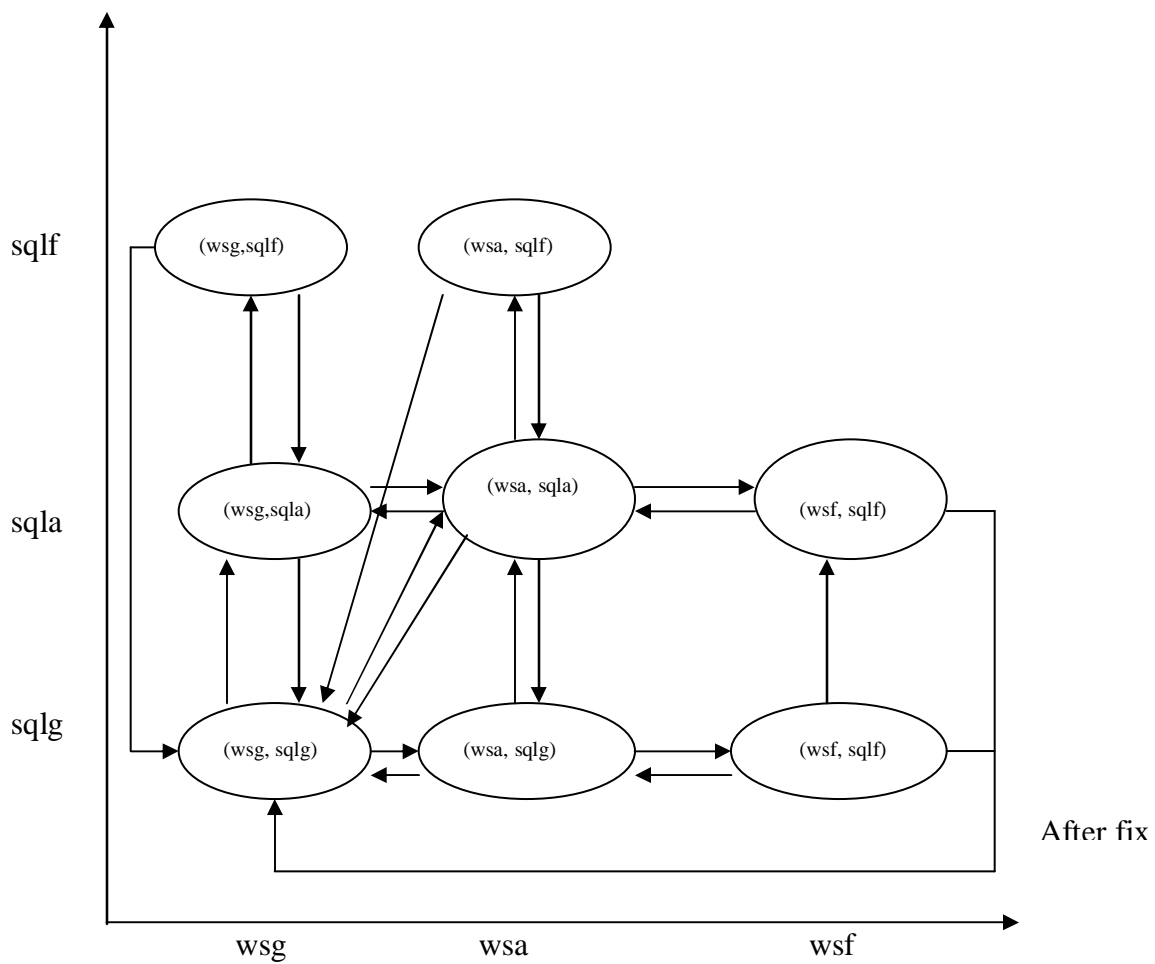 sqlf
(wsg,sqlf)
(wsa, sqlf)
sqla
(wsg,sqla)
(wsa, sqla)
(wsf, sqlf)
sqlg
(wsg, sqlg)
(wsa, sqlg)
(wsf, sqlf)
After fix
wsg
wsa
wsf